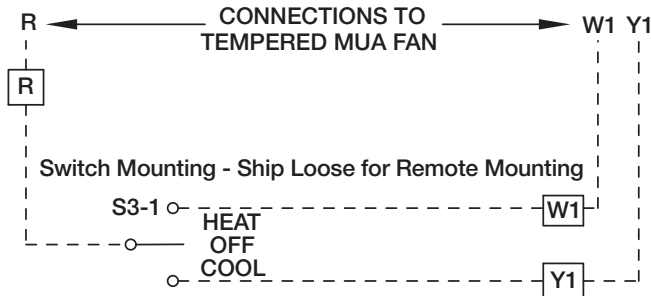 R CONNECTIONS TO W1 Y1
TEMPERED MUA FAN
R
Switch Mounting - Ship Loose for Remote Mounting
S3-1 W1
HEAT
OFF
COOL
Y1